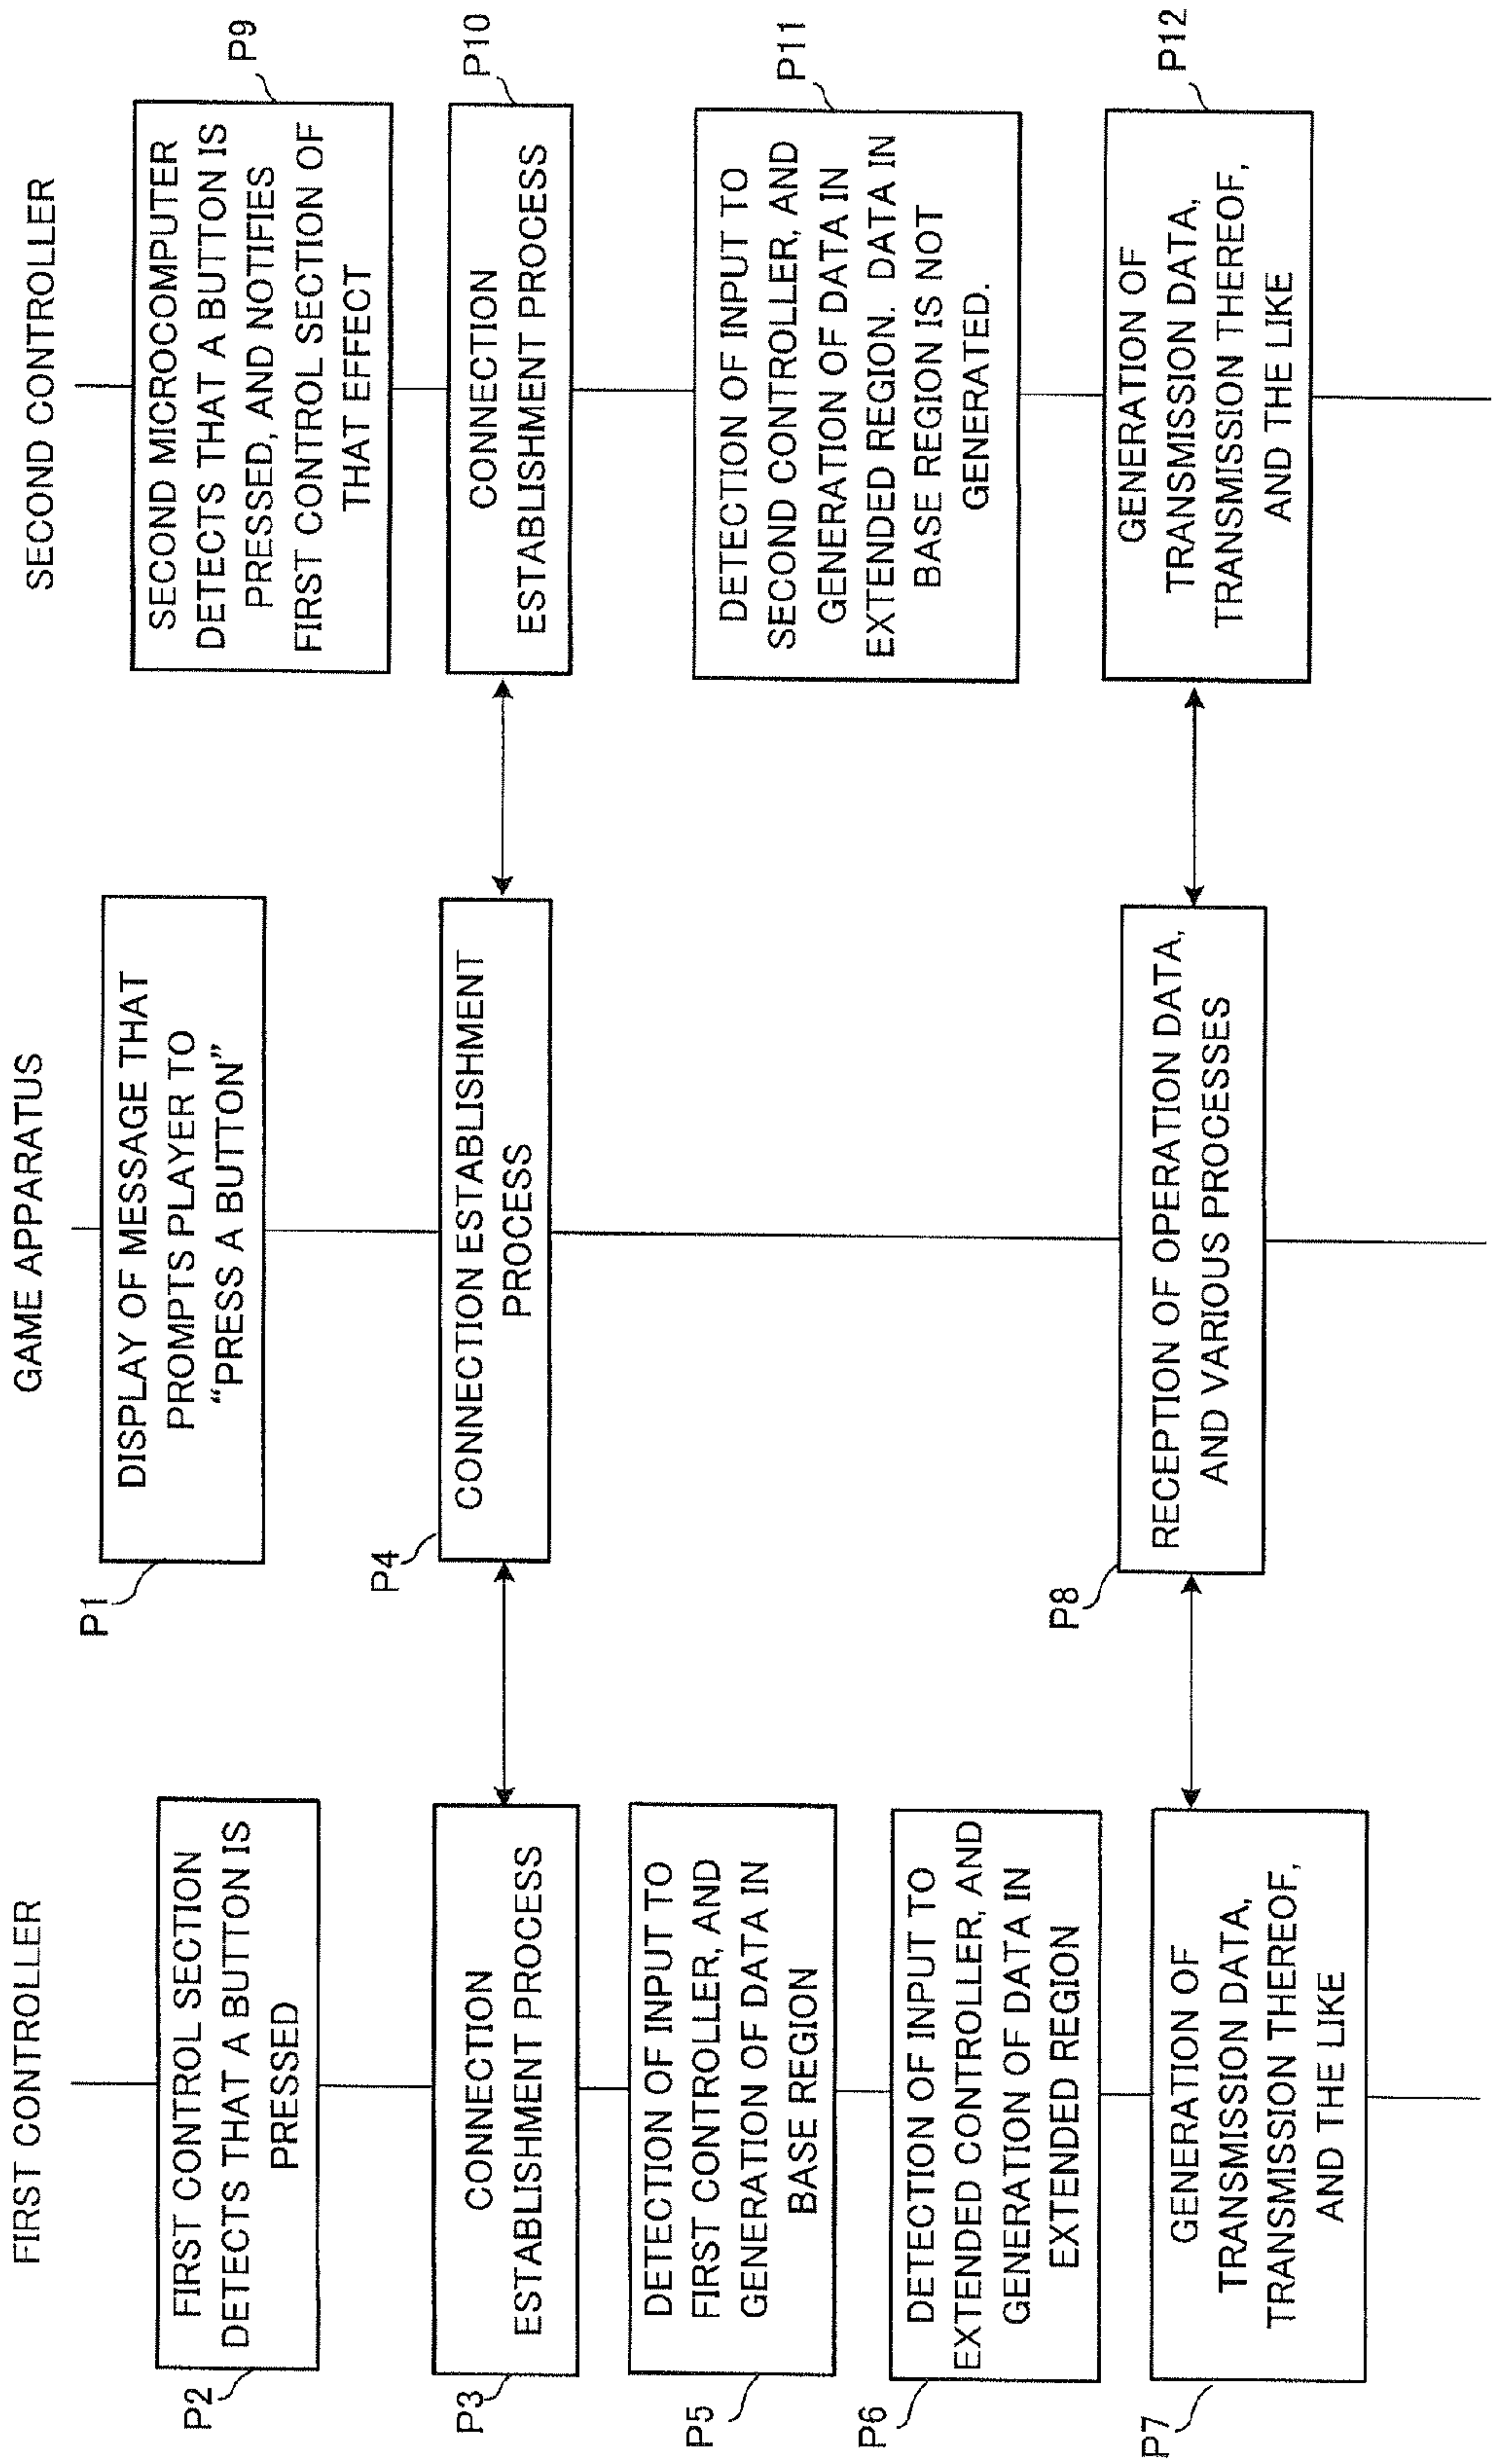 FIRST CONTROLLER
P2
FIRST CONTROL SECTION
DETECTS THAT A BUTTON IS
PRESSED
P3
CONNECTION
ESTABLISHMENT PROCESS
P5
DETECTION OF INPUT TO
FIRST CONTROLLER, AND
GENERATION OF DATA IN
BASE REGION
P6
DETECTION OF INPUT TO
EXTENDED CONTROLLER, AND
GENERATION OF DATA IN
EXTENDED REGION
P7
GENERATION OF
TRANSMISSION DATA,
TRANSMISSION THEREOF,
AND THE LIKE
GAME APPARATUS
P1
DISPLAY OF MESSAGE THAT
PROMPTS PLAYER TO
“PRESS A BUTTON”
P4
CONNECTION ESTABLISHMENT
PROCESS
P8
RECEPTION OF OPERATION DATA,
AND VARIOUS PROCESSES
SECOND CONTROLLER
P9
SECOND MICROCOMPUTER
DETECTS THAT A BUTTON IS
PRESSED, AND NOTIFIES
FIRST CONTROL SECTION OF
THAT EFFECT
P10
CONNECTION
ESTABLISHMENT PROCESS
P11
DETECTION OF INPUT TO
SECOND CONTROLLER, AND
GENERATION OF DATA IN
EXTENDED REGION. DATA IN
BASE REGION IS NOT
GENERATED.
P12
GENERATION OF
TRANSMISSION DATA,
TRANSMISSION THEREOF,
AND THE LIKE